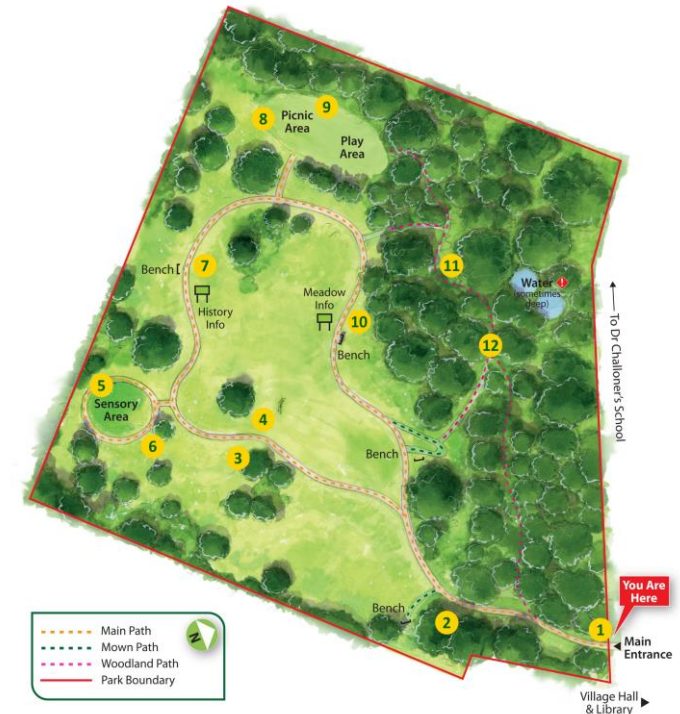 9
8
Picnic
Area
Play
Area
11
7
Bench
Water !
(sometimes
deep)
Meadow
Info
History
Info
10
To Dr Challoner's School
12
Bench
5
Sensory
Area
4
6
3
Bench
You Are
Here
Bench
2
1
Main
Entrance
Main Path
Mown Path
Woodland Path
Park Boundary
N
Village Hall
& Library